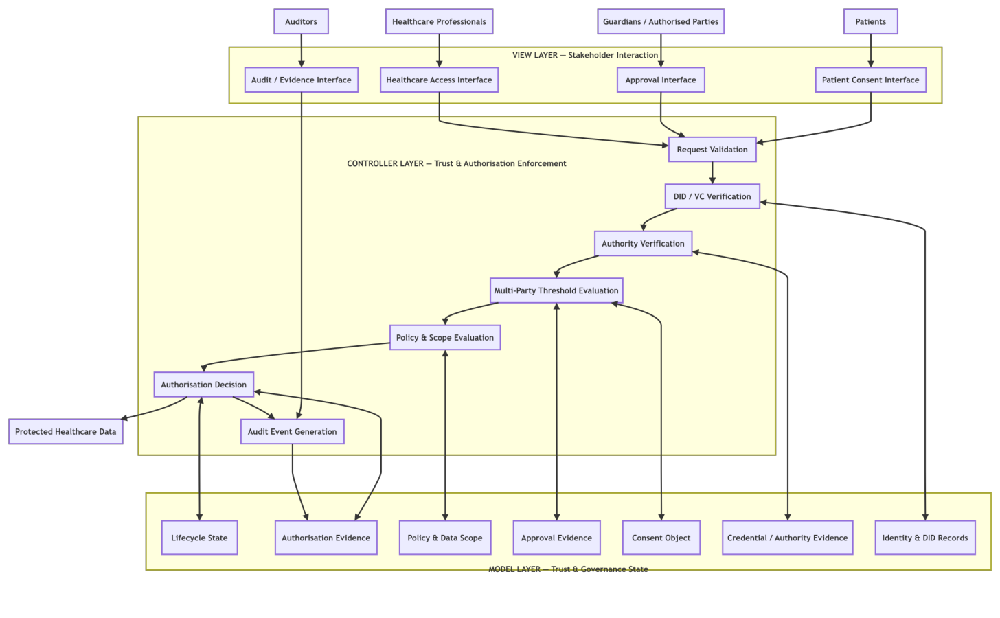 Auditors
Healthcare Professionals
Guardians / Authorised Parties
Patients
VIEW LAYER — Stakeholder Interaction
Audit / Evidence Interface
Healthcare Access Interface
Approval Interface
Patient Consent Interface
Request Validation
CONTROLLER LAYER — Trust & Authorisation Enforcement
DID / VC Verification
Authority Verification
Multi-Party Threshold Evaluation
Policy & Scope Evaluation
Authorisation Decision
Protected Healthcare Data
Audit Event Generation
Lifecycle State
Authorisation Evidence
Policy & Data Scope
Approval Evidence
Consent Object
Credential / Authority Evidence
Identity & DID Records
MODEL LAYER — Trust & Governance State